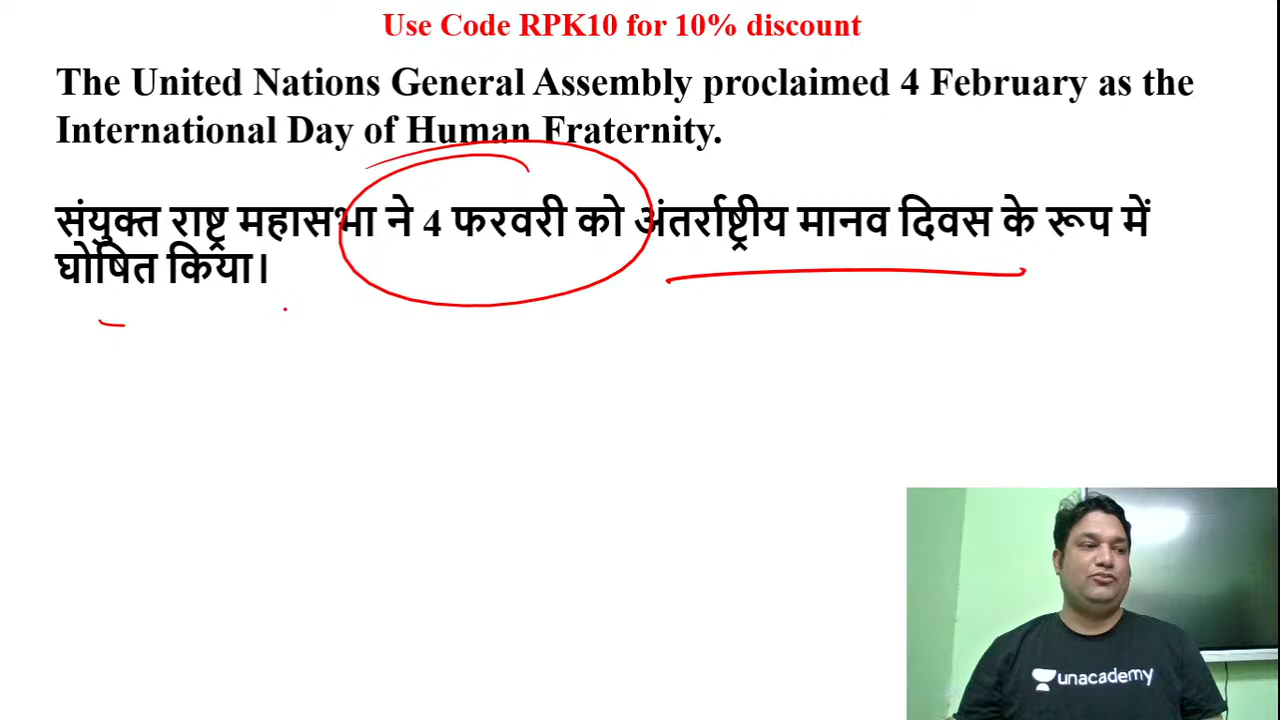 Use Code RPK10 for 10% discount
The United Nations General Assembly proclaimed 4 February as the
International Day of Human Fraternity.
संयुक्त राष्ट्र महासभा ने 4 फरवरी को अंतर्राष्ट्रीय मानव दिवस के रूप में
घोषित किया।
unacademy